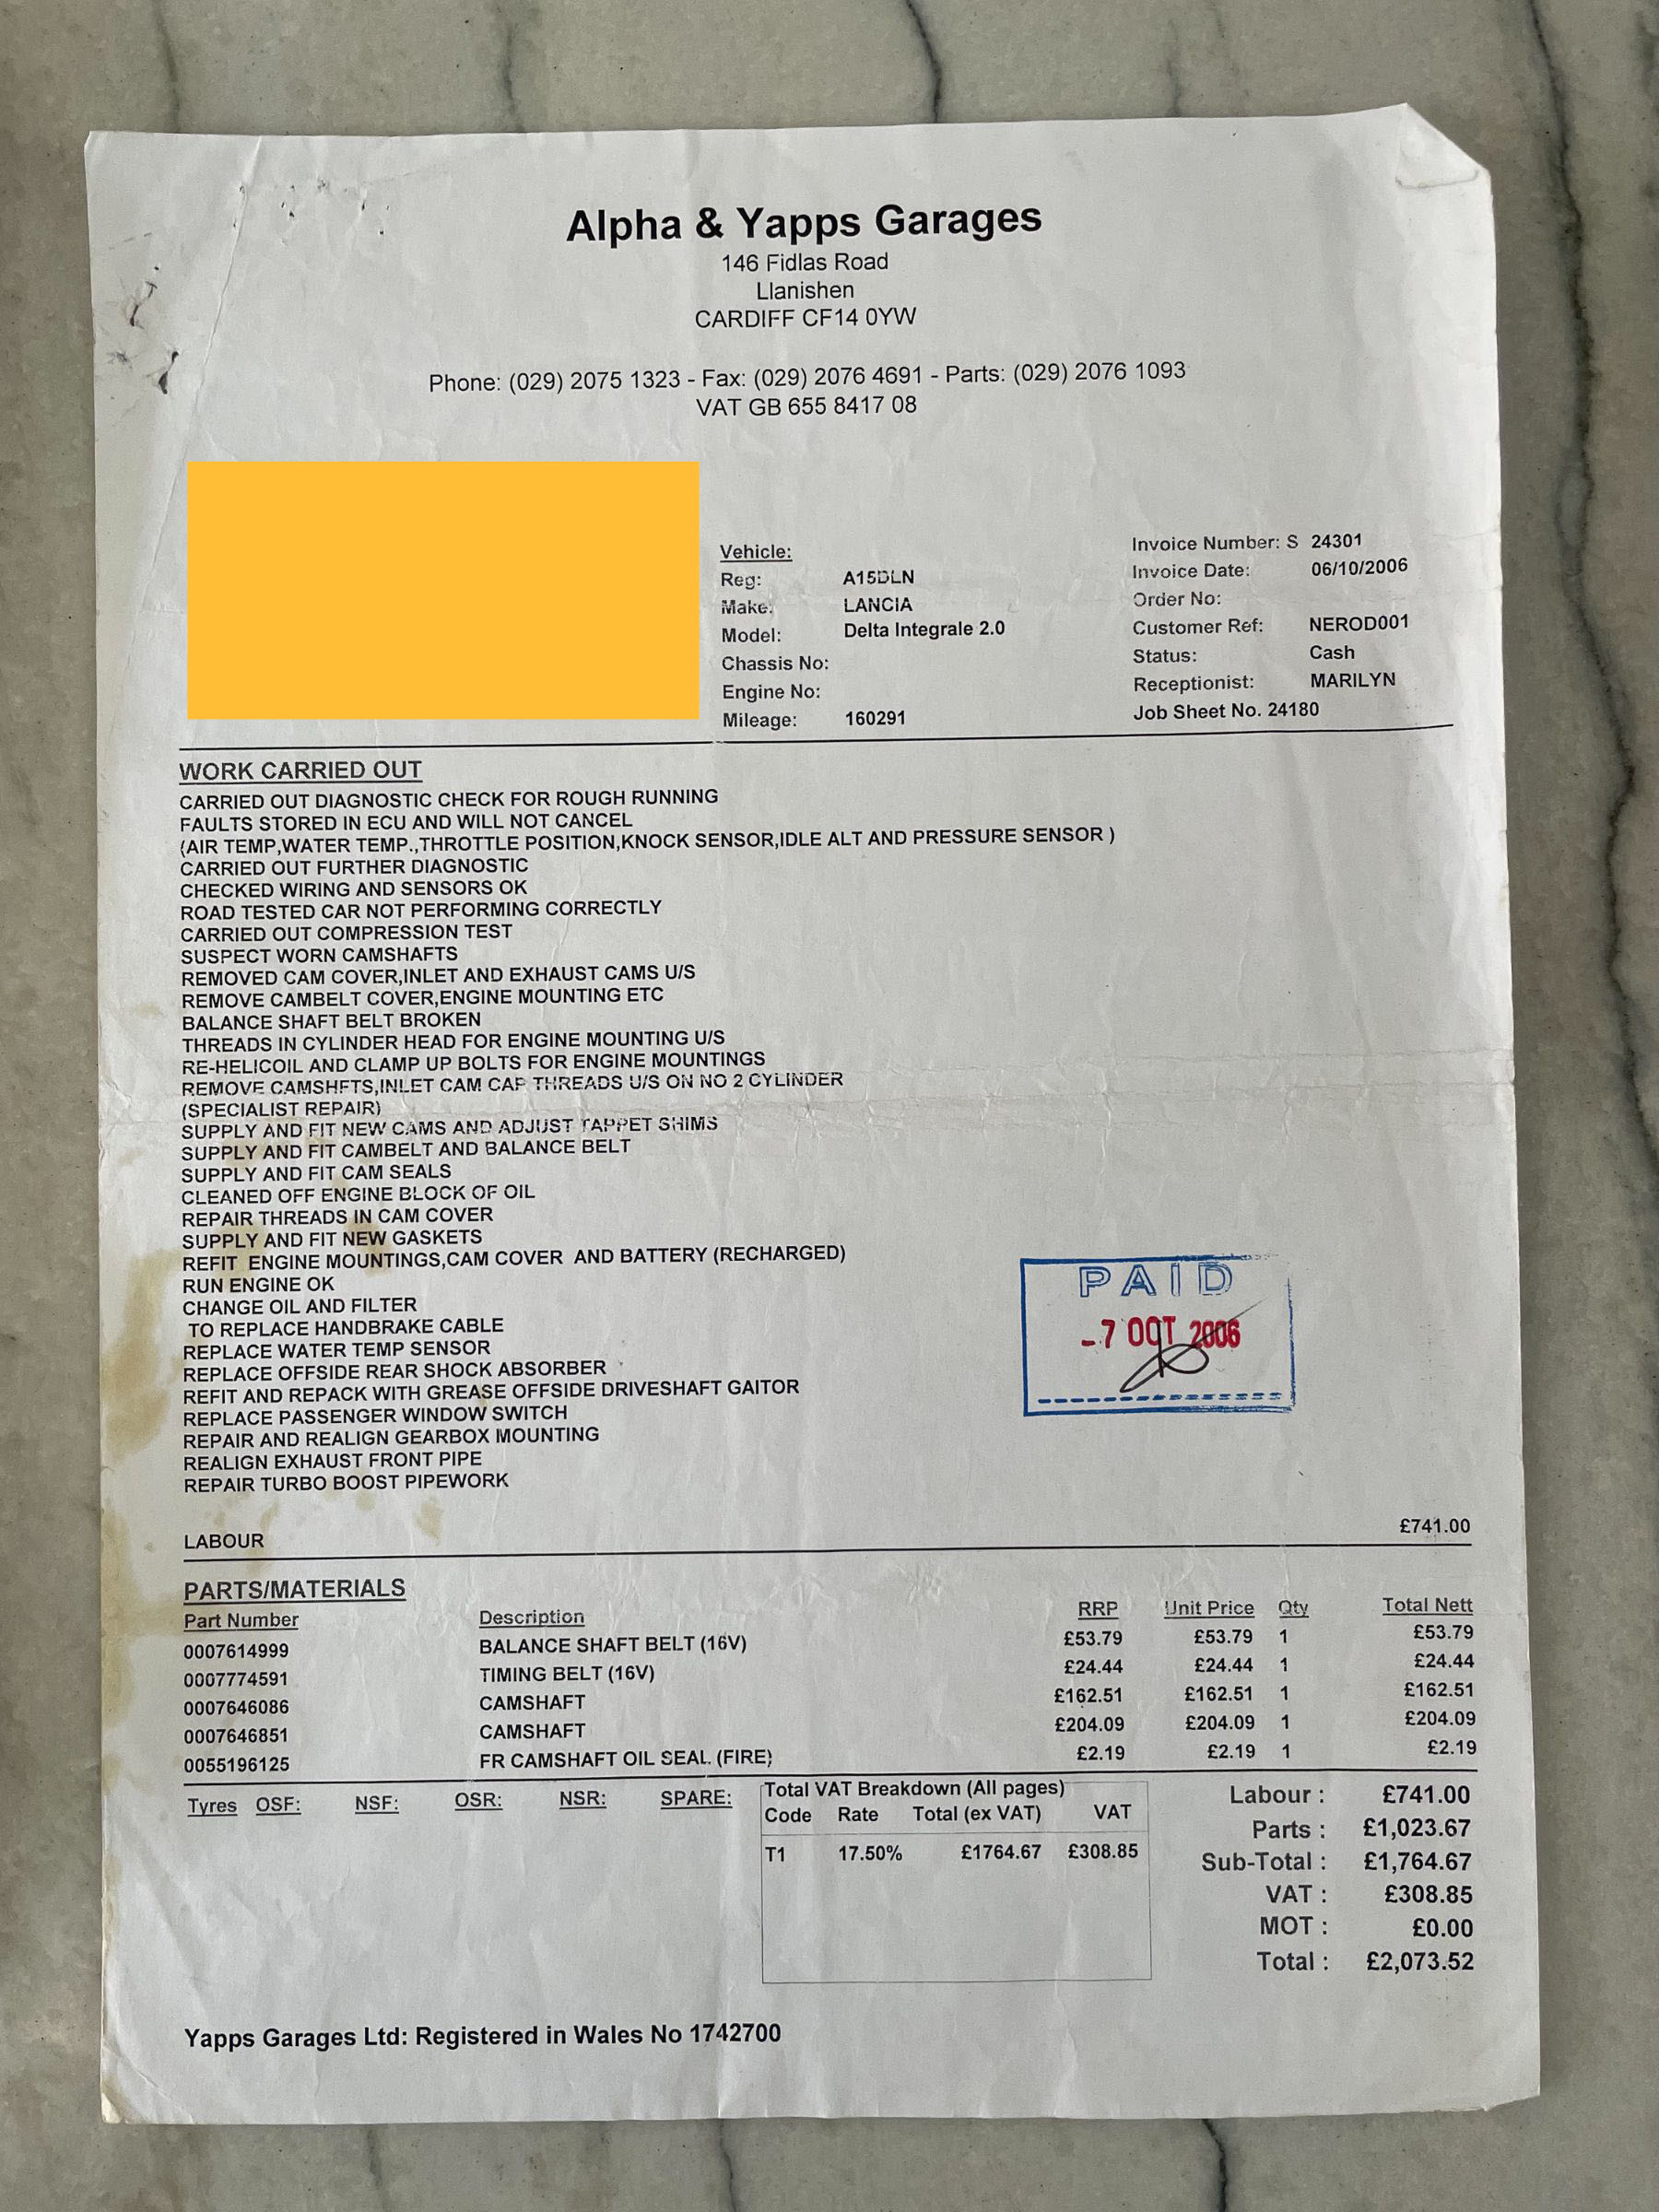 Alpha & Yapps Garages
146 Fidlas Road
Llanishen
CARDIFF CF14 0YW
Phone: (029) 2075 1323 - Fax: (029) 2076 4691 - Parts: (029) 2076 1093
VAT GB 655 8417 08
Vehicle:
Reg: A15DLN
Make: LANCIA
Model: Delta Integrale 2.0
Chassis No:
Engine No:
Mileage: 160291
Invoice Number: S 24301
Invoice Date: 06/10/2006
Order No:
Customer Ref: NEROD001
Status: Cash
Receptionist: MARILYN
Job Sheet No. 24180
WORK CARRIED OUT
CARRIED OUT DIAGNOSTIC CHECK FOR ROUGH RUNNING
FAULTS STORED IN ECU AND WILL NOT CANCEL
(AIR TEMP,WATER TEMP.,THROTTLE POSITION,KNOCK SENSOR,IDLE ALT AND PRESSURE SENSOR )
CARRIED OUT FURTHER DIAGNOSTIC
CHECKED WIRING AND SENSORS OK
ROAD TESTED CAR NOT PERFORMING CORRECTLY
CARRIED OUT COMPRESSION TEST
SUSPECT WORN CAMSHAFTS
REMOVED CAM COVER,INLET AND EXHAUST CAMS U/S
REMOVE CAMBELT COVER,ENGINE MOUNTING ETC
BALANCE SHAFT BELT BROKEN
THREADS IN CYLINDER HEAD FOR ENGINE MOUNTING U/S
RE-HELICOIL AND CLAMP UP BOLTS FOR ENGINE MOUNTINGS
REMOVE CAMSHFTS,INLET CAM CAP THREADS U/S ON NO 2 CYLINDER
(SPECIALIST REPAIR)
SUPPLY AND FIT NEW CAMS AND ADJUST TAPPET SHIMS
SUPPLY AND FIT CAMBELT AND BALANCE BELT
SUPPLY AND FIT CAM SEALS
CLEANED OFF ENGINE BLOCK OF OIL
REPAIR THREADS IN CAM COVER
SUPPLY AND FIT NEW GASKETS
REFIT ENGINE MOUNTINGS,CAM COVER AND BATTERY (RECHARGED)
RUN ENGINE OK
CHANGE OIL AND FILTER
TO REPLACE HANDBRAKE CABLE
REPLACE WATER TEMP SENSOR
REPLACE OFFSIDE REAR SHOCK ABSORBER
REFIT AND REPACK WITH GREASE OFFSIDE DRIVESHAFT GAITOR
REPLACE PASSENGER WINDOW SWITCH
REPAIR AND REALIGN GEARBOX MOUNTING
REALIGN EXHAUST FRONT PIPE
REPAIR TURBO BOOST PIPEWORK
PAID
-7 OCT 2006
LABOUR £741.00
PARTS/MATERIALS
Part Number Description RRP Unit Price Qty Total Nett
0007614999 BALANCE SHAFT BELT (16V) £53.79 £53.79 1 £53.79
0007774591 TIMING BELT (16V) £24.44 £24.44 1 £24.44
0007646086 CAMSHAFT £162.51 £162.51 1 £162.51
0007646851 CAMSHAFT £204.09 £204.09 1 £204.09
0055196125 FR CAMSHAFT OIL SEAL (FIRE) £2.19 £2.19 1 £2.19
Tyres OSF: NSF: OSR: NSR: SPARE:
Total VAT Breakdown (All pages)
Code Rate Total (ex VAT) VAT
T1 17.50% £1764.67 £308.85
Labour : £741.00
Parts : £1,023.67
Sub-Total : £1,764.67
VAT : £308.85
MOT : £0.00
Total : £2,073.52
Yapps Garages Ltd: Registered in Wales No 1742700